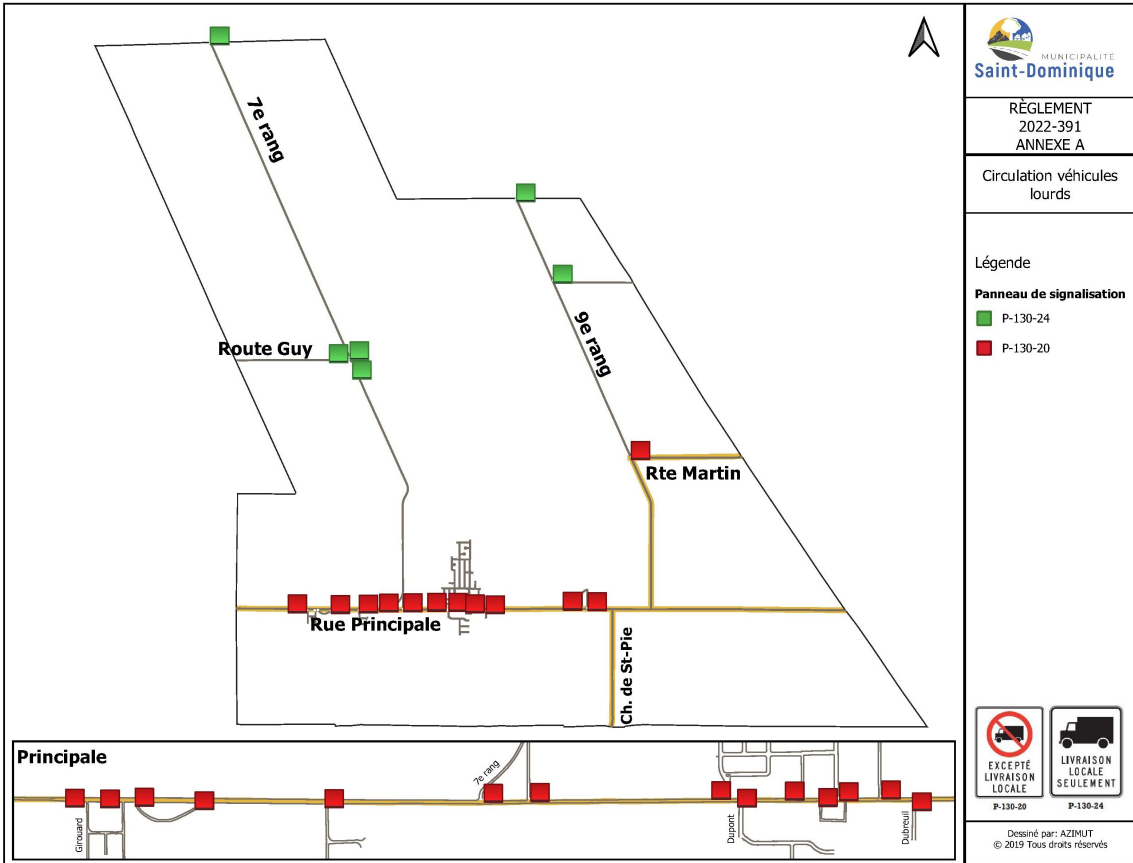 7e rang
9e rang
Route Guy
Rte Martin
Rue Principale
Ch. de St-Pie
Principale
Girouard
7e rang
Dupont
Dubreuil
MUNICIPALITÉ
Saint-Dominique
RÈGLEMENT
2022-391
ANNEXE A
Circulation véhicules
lourds
Légende
Panneau de signalisation
P-130-24
P-130-20
EXCEPTÉ
LIVRAISON
LOCALE
P-130-20
LIVRAISON
LOCALE
SEULEMENT
P-130-24
Dessiné par: AZIMUT
© 2019 Tous droits réservés